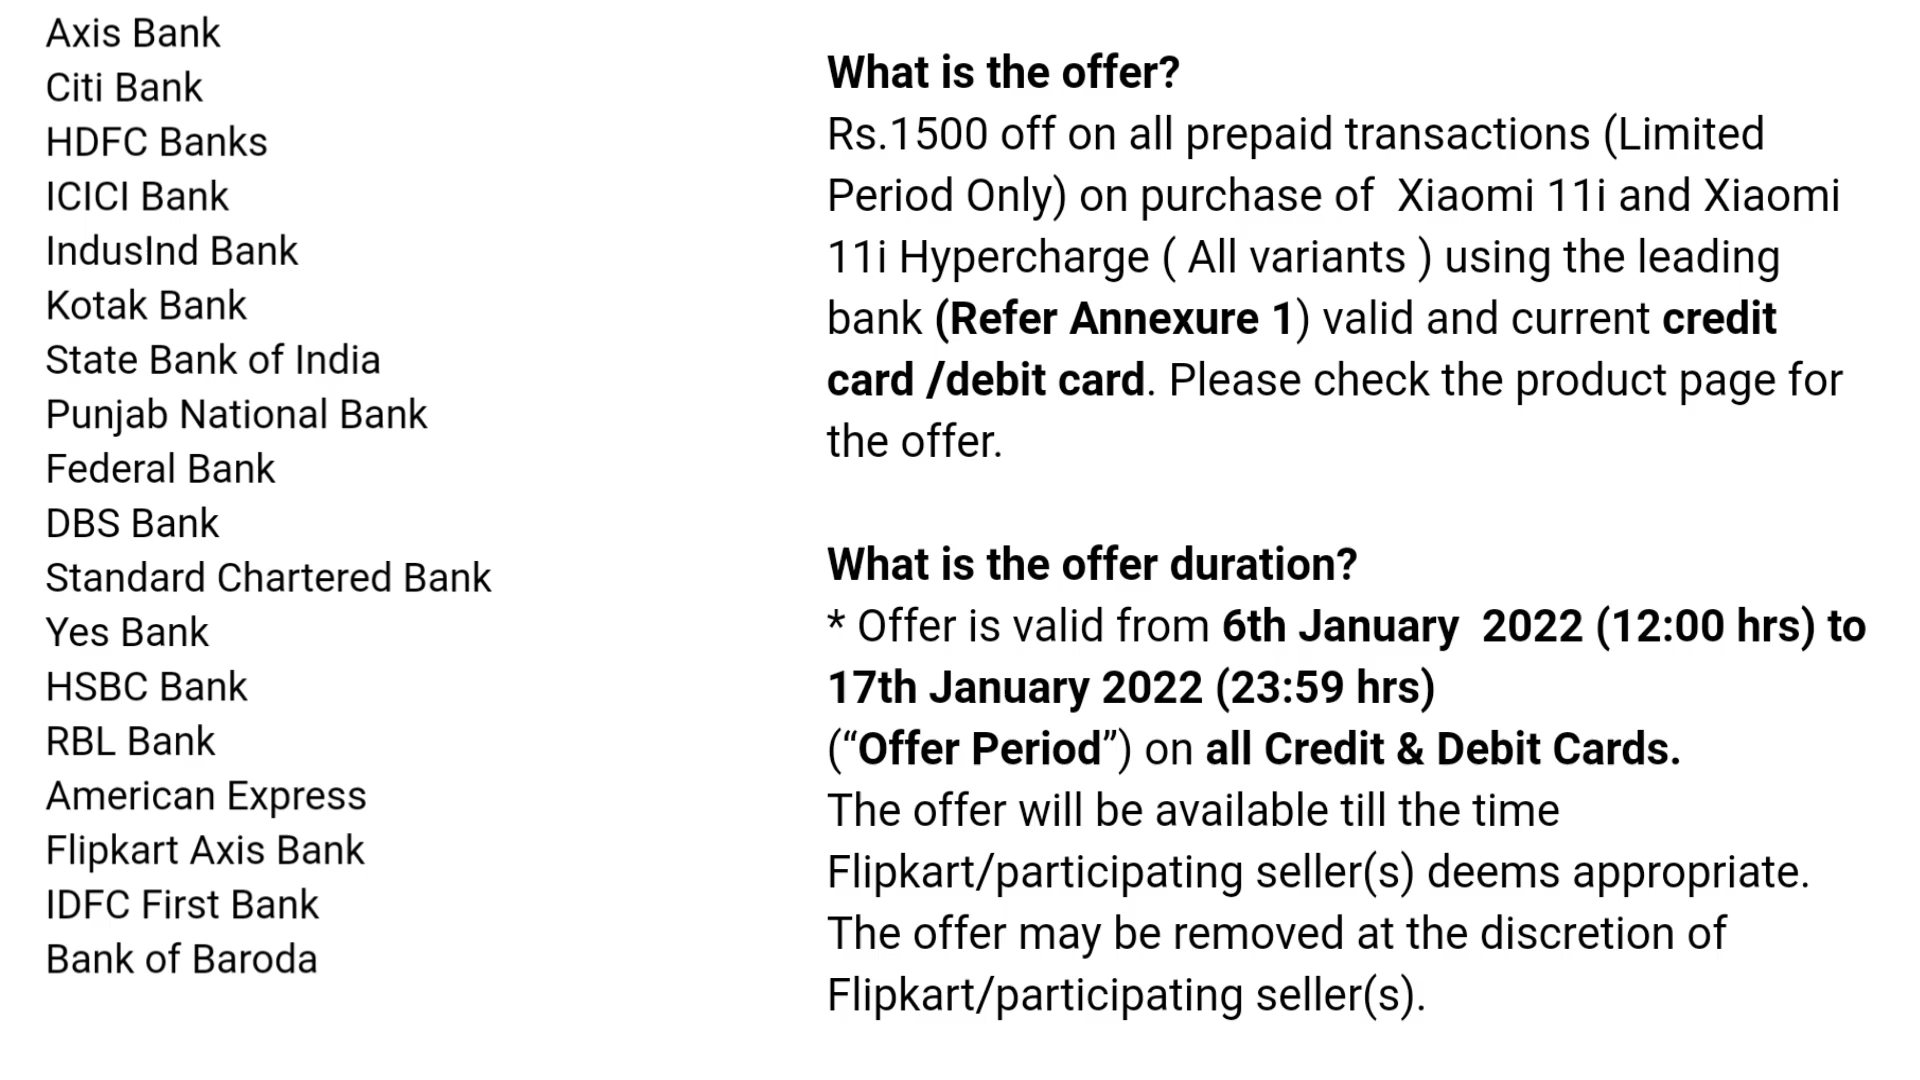 Axis Bank
Citi Bank
HDFC Banks
ICICI Bank
IndusInd Bank
Kotak Bank
State Bank of India
Punjab National Bank
Federal Bank
DBS Bank
Standard Chartered Bank
Yes Bank
HSBC Bank
RBL Bank
American Express
Flipkart Axis Bank
IDFC First Bank
Bank of Baroda
What is the offer?
Rs.1500 off on all prepaid transactions (Limited
Period Only) on purchase of  Xiaomi 11i and Xiaomi
11i Hypercharge ( All variants ) using the leading
bank (Refer Annexure 1) valid and current credit
card /debit card. Please check the product page for
the offer.
What is the offer duration?
* Offer is valid from 6th January  2022 (12:00 hrs) to
17th January 2022 (23:59 hrs)
(“Offer Period”) on all Credit & Debit Cards.
The offer will be available till the time
Flipkart/participating seller(s) deems appropriate.
The offer may be removed at the discretion of
Flipkart/participating seller(s).